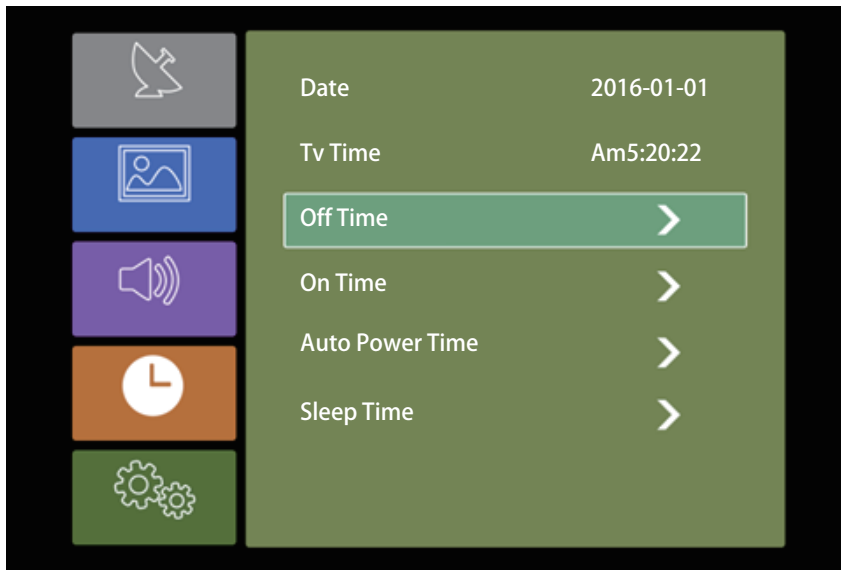 Date 2016-01-01
Tv Time Am5:20:22
Off Time
On Time
Auto Power Time
Sleep Time